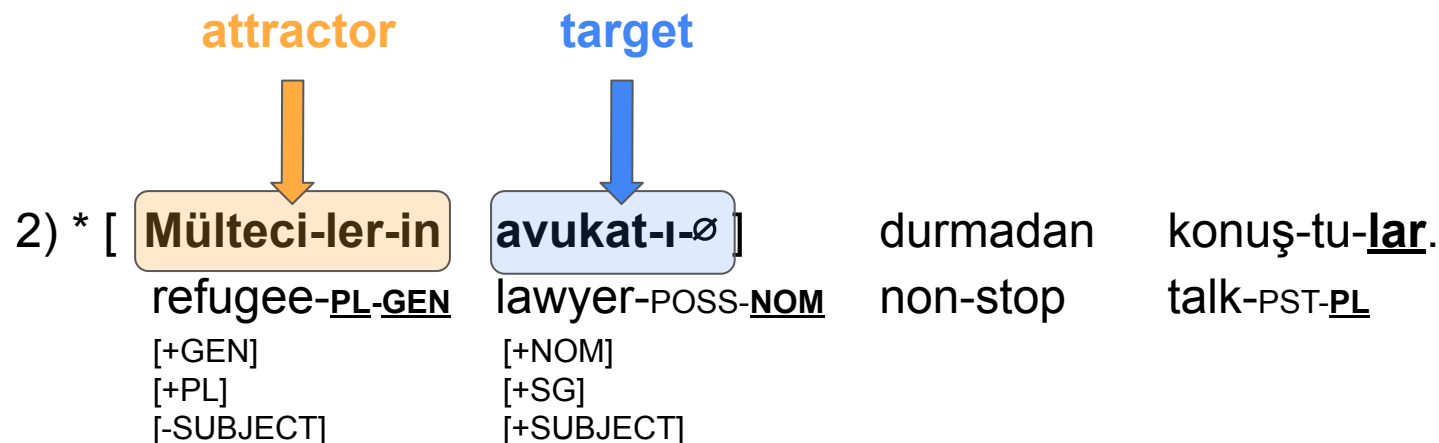 attractor target
2) * [ Mülteci-ler-in avukat-ı-∅ ] durmadan konuş-tu-lar.
refugee-PL-GEN lawyer-POSS-NOM non-stop talk-PST-PL
[+GEN] [+NOM]
[+PL] [+SG]
[-SUBJECT] [+SUBJECT]